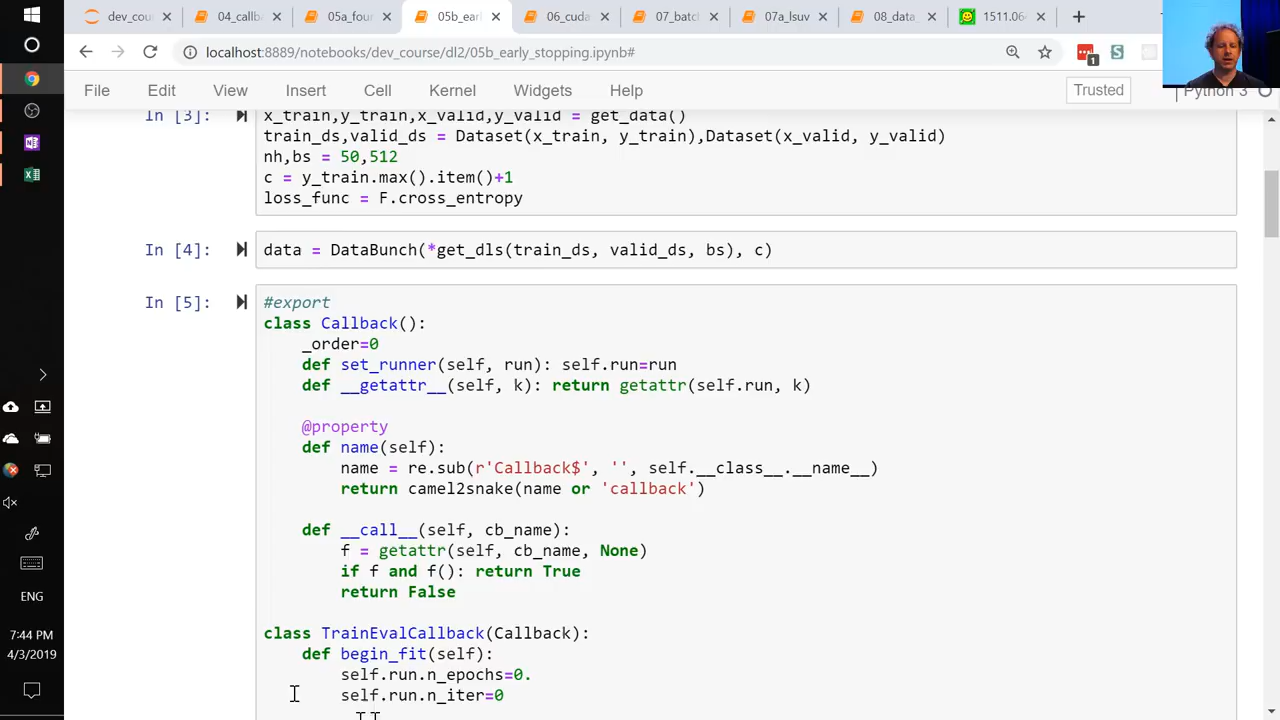 dev_cou
04_callb
05a_fou
05b_earl
06_cuda
07_batc
07a_lsuv
08_data_
1511.06
localhost:8889/notebooks/dev_course/dl2/05b_early_stopping.ipynb#
File Edit View Insert Cell Kernel Widgets Help Trusted Python 3
In [3]: x_train,y_train,x_valid,y_valid = get_data()
train_ds,valid_ds = Dataset(x_train, y_train),Dataset(x_valid, y_valid)
nh,bs = 50,512
c = y_train.max().item()+1
loss_func = F.cross_entropy
In [4]: data = DataBunch(*get_dls(train_ds, valid_ds, bs), c)
In [5]: #export
class Callback():
_order=0
def set_runner(self, run): self.run=run
def __getattr__(self, k): return getattr(self.run, k)
@property
def name(self):
name = re.sub(r'Callback$', '', self.__class__.__name__)
return camel2snake(name or 'callback')
def __call__(self, cb_name):
f = getattr(self, cb_name, None)
if f and f(): return True
return False
class TrainEvalCallback(Callback):
def begin_fit(self):
self.run.n_epochs=0.
self.run.n_iter=0
ENG
7:44 PM
4/3/2019